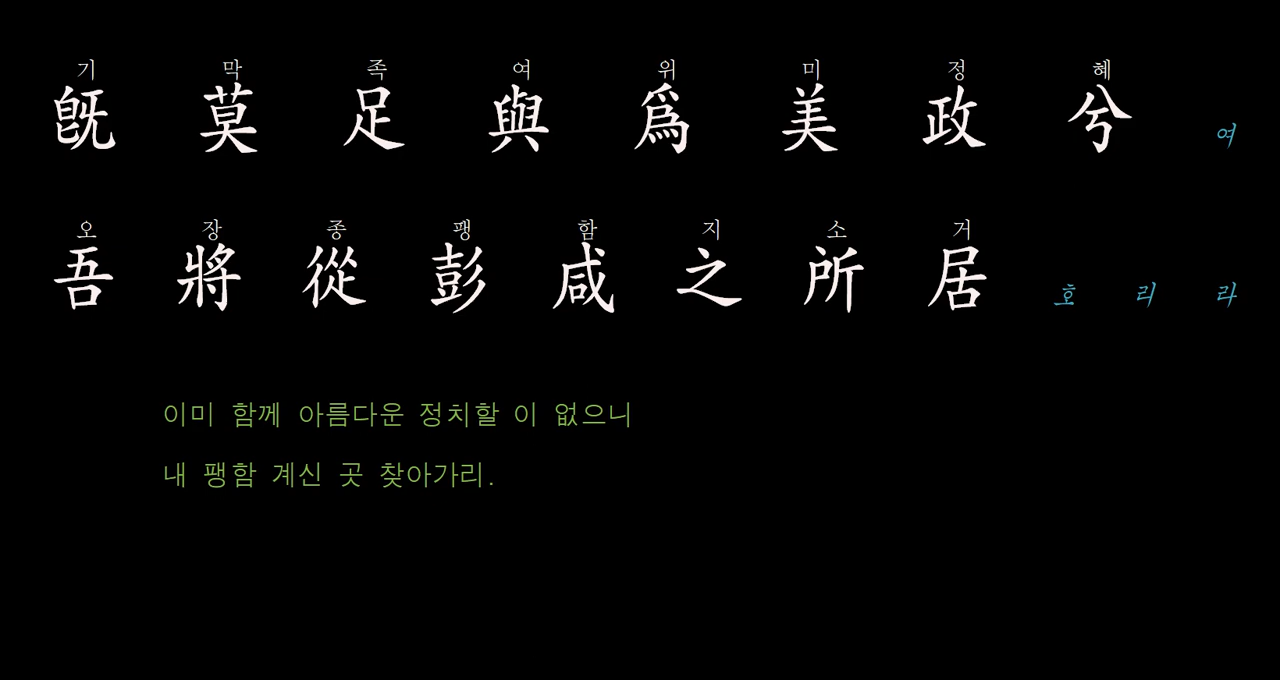 기 막 족 여 위 미 정 혜
旣 莫 足 與 爲 美 政 兮 여
오 장 종 팽 함 지 소 거
吾 將 從 彭 咸 之 所 居 호 리 라
이미 함께 아름다운 정치할 이 없으니
내 팽함 계신 곳 찾아가리.